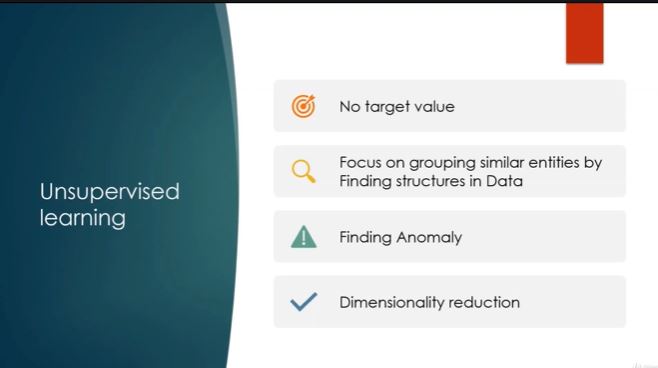 Unsupervised
learning
No target value
Focus on grouping similar entities by
Finding structures in Data
Finding Anomaly
Dimensionality reduction